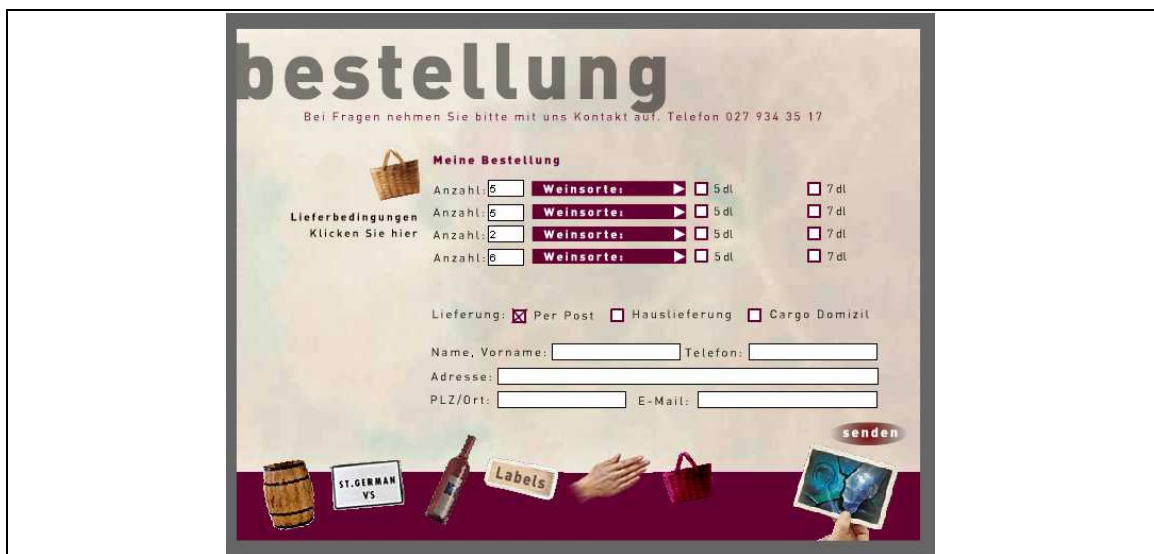 bestellung
Bei Fragen nehmen Sie bitte mit uns Kontakt auf. Telefon 027 934 35 17
Meine Bestellung
Anzahl: 5 Weinsorte: 5 dl 7 dl
Anzahl: 5 Weinsorte: 5 dl 7 dl
Anzahl: 2 Weinsorte: 5 dl 7 dl
Anzahl: 6 Weinsorte: 5 dl 7 dl
Lieferbedingungen
Klicken Sie hier
Lieferung: Per Post Hauslieferung Cargo Domizil
Name, Vorname: Telefon:
Adresse:
PLZ/Ort: E-Mail:
senden
ST.GERMAN
VS
Labels